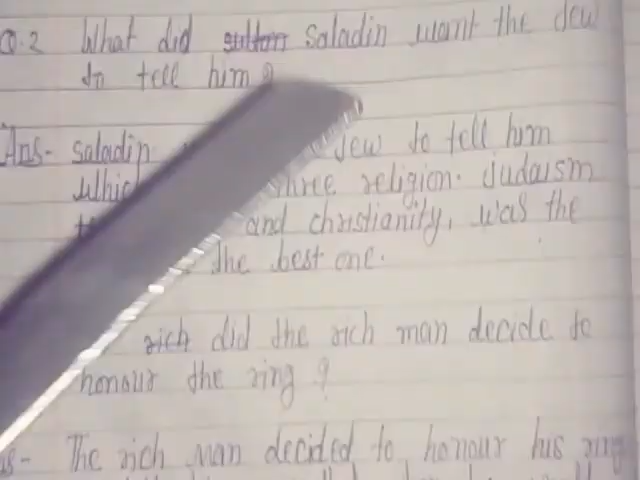 Q.2 What did sultan Saladin want the Jew
to tell him?
Ans- saladin Jew to tell him
which three religion. Judaism
and christianity, was the
the best one.
rich did the rich man decide to
honour the ring?
The rich man decided to honour his ring